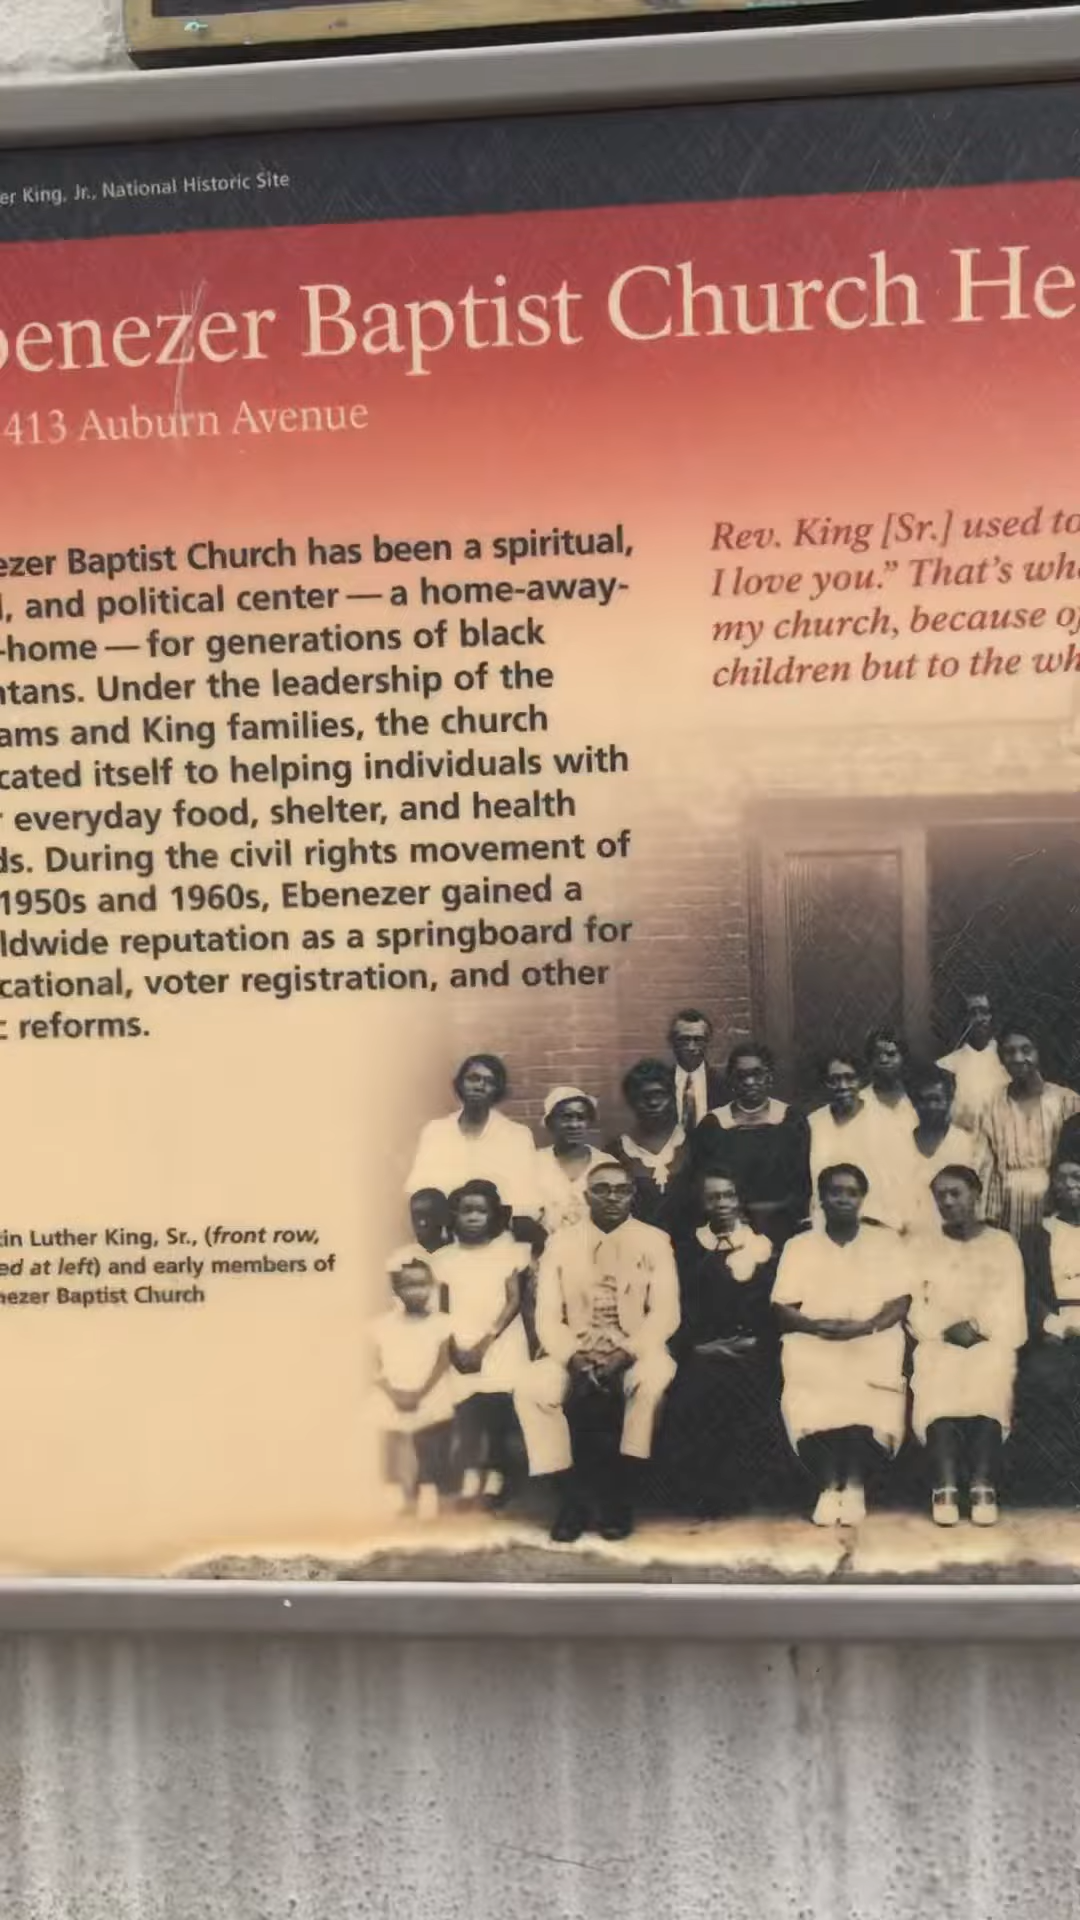 er King, Jr., National Historic Site
benezer Baptist Church He
413 Auburn Avenue
ezer Baptist Church has been a spiritual,
l, and political center — a home-away-
-home — for generations of black
ntans. Under the leadership of the
ams and King families, the church
cated itself to helping individuals with
r everyday food, shelter, and health
ds. During the civil rights movement of
1950s and 1960s, Ebenezer gained a
ldwide reputation as a springboard for
cational, voter registration, and other
c reforms.
Rev. King [Sr.] used to
I love you.” That’s wha
my church, because of
children but to the wh
tin Luther King, Sr., (front row,
ed at left) and early members of
nezer Baptist Church